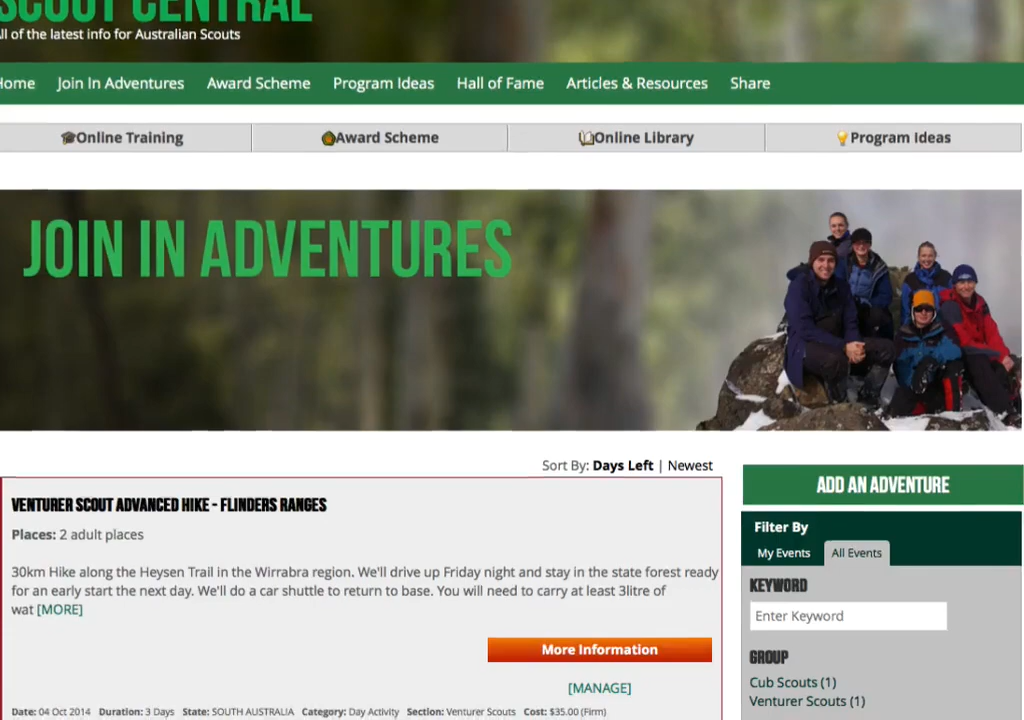 SCOUT CENTRAL
All of the latest info for Australian Scouts
Home Join In Adventures Award Scheme Program Ideas Hall of Fame Articles & Resources Share
Online Training Award Scheme Online Library Program Ideas
JOIN IN ADVENTURES
Sort By: Days Left | Newest
ADD AN ADVENTURE
VENTURER SCOUT ADVANCED HIKE - FLINDERS RANGES
Places: 2 adult places
30km Hike along the Heysen Trail in the Wirrabra region. We'll drive up Friday night and stay in the state forest ready
for an early start the next day. We'll do a car shuttle to return to base. You will need to carry at least 3litre of
wat [MORE]
More Information
[MANAGE]
Date: 04 Oct 2014 Duration: 3 Days State: SOUTH AUSTRALIA Category: Day Activity Section: Venturer Scouts Cost: $35.00 (Firm)
Filter By
My Events All Events
KEYWORD
Enter Keyword
GROUP
Cub Scouts (1)
Venturer Scouts (1)